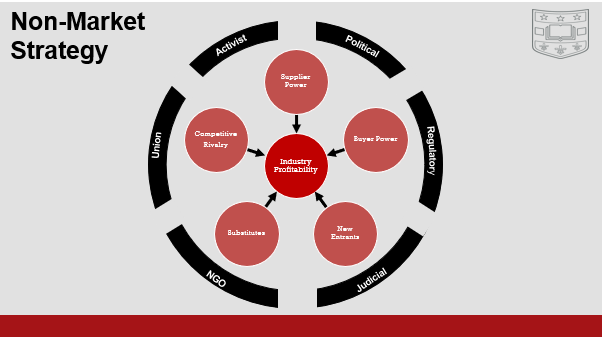 Non-Market
Strategy
Activist
Political
Supplier
Power
Competitive
Rivalry
Buyer Power
Union
Regulatory
Industry
Profitability
Substitutes
New
Entrants
NGO
Judicial